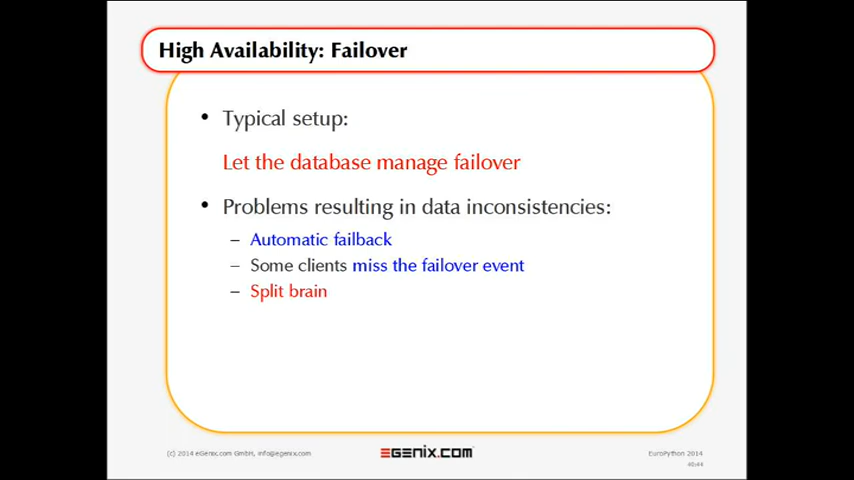 High Availability: Failover
• Typical setup:
Let the database manage failover
• Problems resulting in data inconsistencies:
– Automatic failback
– Some clients miss the failover event
– Split brain
(c) 2014 eGenix.com GmbH, info@egenix.com
EGENIX.COM
EuroPython 2014